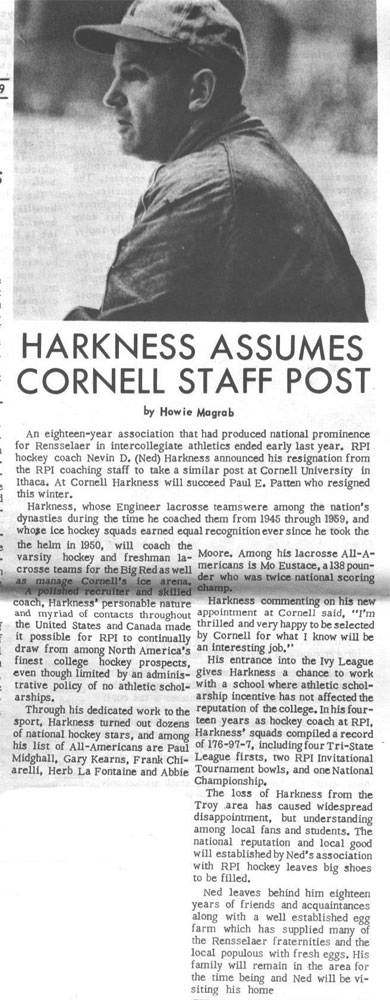 9
HARKNESS ASSUMES
CORNELL STAFF POST
by Howie Magrab
An eighteen-year association that had produced national prominence
for Rensselaer in intercollegiate athletics ended early last year. RPI
hockey coach Nevin D. (Ned) Harkness announced his resignation from
the RPI coaching staff to take a similar post at Cornell University in
Ithaca. At Cornell Harkness will succeed Paul E. Patten who resigned
this winter.
Harkness, whose Engineer lacrosse teams were among the nation's
dynasties during the time he coached them from 1945 through 1959, and
whose ice hockey squads earned equal recognition ever since he took the
the helm in 1950, will coach the
varsity hockey and freshman la-
crosse teams for the Big Red as well
as manage Cornell's ice arena.
A polished recruiter and skilled
coach, Harkness' personable nature
and myriad of contacts throughout
the United States and Canada made
it possible for RPI to continually
draw from among North America's
finest college hockey prospects,
even though limited by an adminis-
trative policy of no athletic schol-
arships.
Through his dedicated work to the
sport, Harkness turned out dozens
of national hockey stars, and among
his list of All-Americans are Paul
Midghall, Gary Kearns, Frank Chi-
arelli, Herb La Fontaine and Abbie
Moore. Among his lacrosse All-A-
mericans is Mo Eustace, a 138 poun-
der who was twice national scoring
champ.
Harkness commenting on his new
appointment at Cornell said, "I'm
thrilled and very happy to be selected
by Cornell for what I know will be
an interesting job."
His entrance into the Ivy League
gives Harkness a chance to work
with a school where athletic schol-
arship incentive has not affected the
reputation of the college. In his four-
teen years as hockey coach at RPI,
Harkness' squads compiled a record
of 176-97-7, including four Tri-State
League firsts, two RPI Invitational
Tournament bowls, and one National
Championship.
The loss of Harkness from the
Troy area has caused widespread
disappointment, but understanding
among local fans and students. The
national reputation and local good
will established by Ned's association
with RPI hockey leaves big shoes
to be filled.
Ned leaves behind him eighteen
years of friends and acquaintances
along with a well established egg
farm which has supplied many of
the Rensselaer fraternities and the
local populous with fresh eggs. His
family will remain in the area for
the time being and Ned will be vi-
siting his home